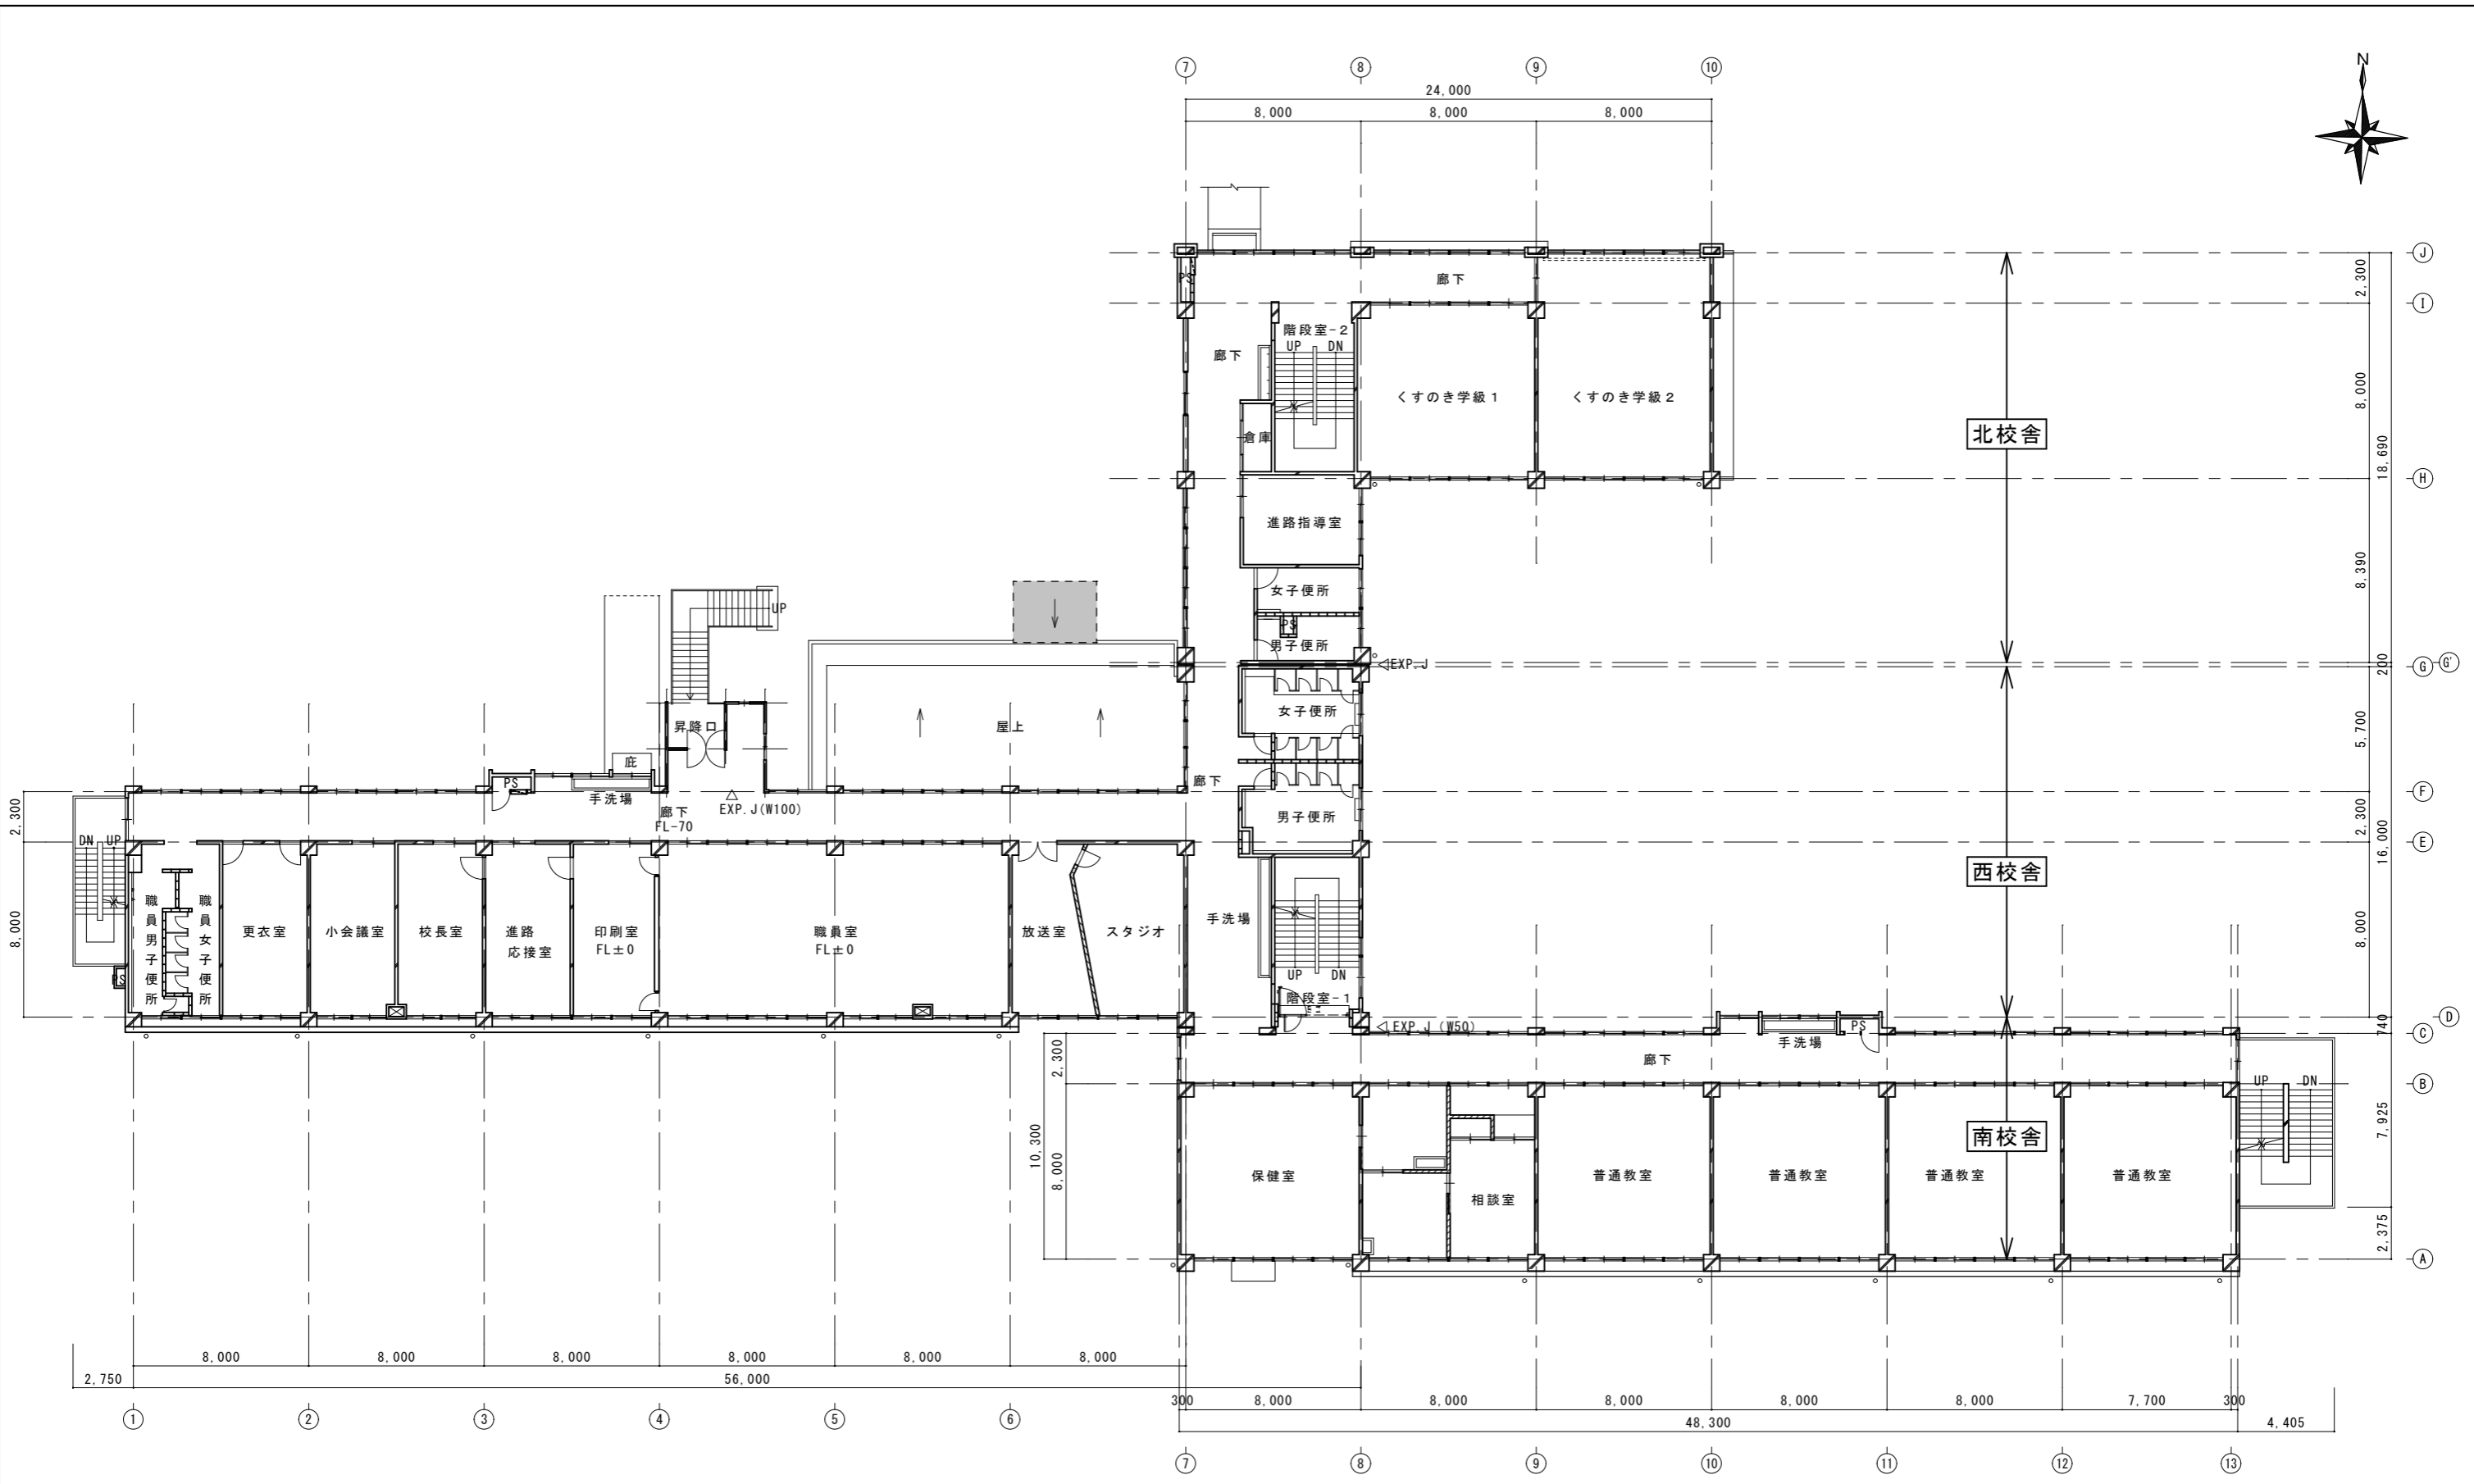 N
7 8 9 10
24,000
8,000 8,000 8,000
J
2,300
PS
廊下
I
階段室-2
UP DN
廊下
くすのき学級1
くすのき学級2
8,000
北校舎
倉庫
18,690
H
進路指導室
8,390
女子便所
PS
男子便所
EXP.J
G G'
200
UP
昇降口
屋上
女子便所
5,700
庇
PS
手洗場
廊下
F
廊下
FL-70
EXP.J(W100)
男子便所
2,300
2,300
E
16,000
DN UP
西校舎
職員男子便所
職員女子便所
更衣室
小会議室
校長室
進路
応接室
印刷室
FL±0
職員室
FL±0
放送室
スタジオ
手洗場
8,000
8,000
PS
UP DN
階段室-1
EXP.J (W50)
D
740
C
手洗場
PS
廊下
2,300
B
UP DN
10,300
8,000
7,925
南校舎
保健室
相談室
普通教室
普通教室
普通教室
普通教室
2,375
A
8,000 8,000 8,000 8,000 8,000 8,000
2,750
56,000
300 8,000 8,000 8,000 8,000 8,000 7,700 300
48,300
4,405
1 2 3 4 5 6
7 8 9 10 11 12 13